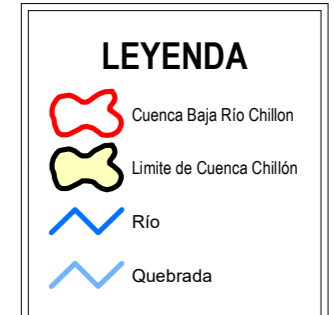 LEYENDA
Cuenca Baja Río Chillon
Limite de Cuenca Chillón
Río
Quebrada